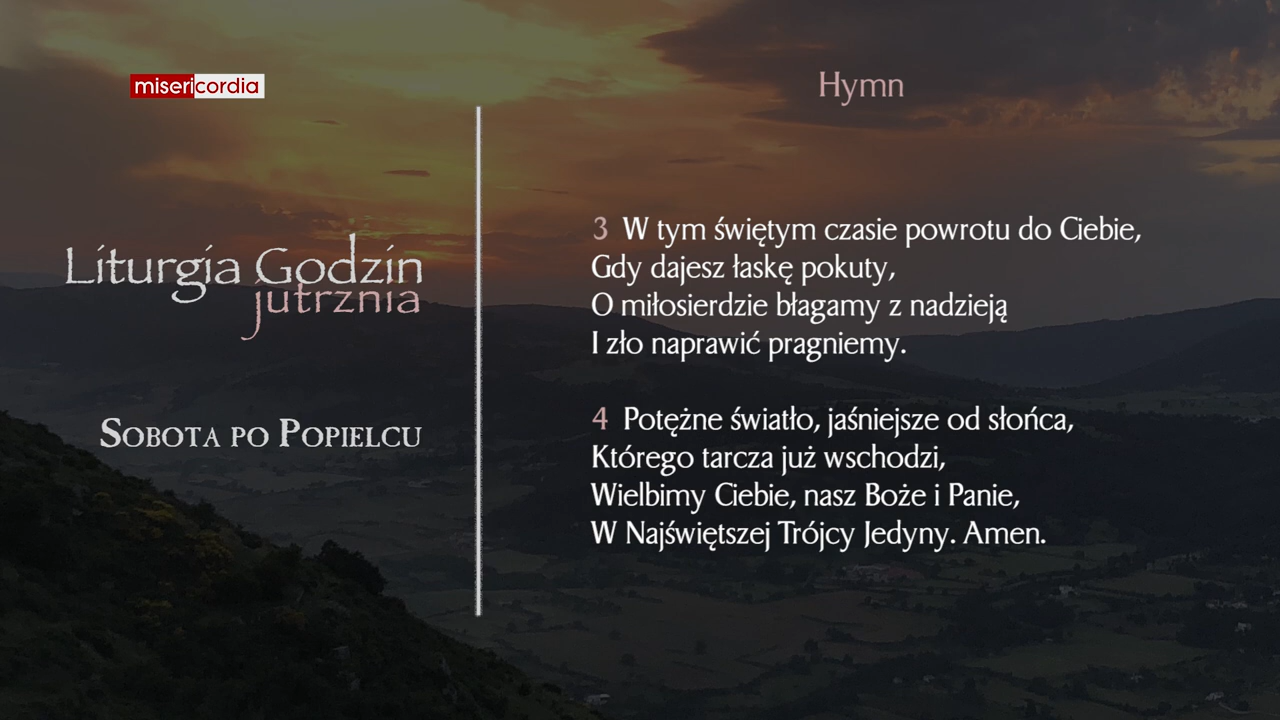 misericordia
Liturgia Godzin
jutrznia
Sobota po Popielcu
Hymn
3 W tym świętym czasie powrotu do Ciebie,
Gdy dajesz łaskę pokuty,
O miłosierdzie błagamy z nadzieją
I zło naprawić pragniemy.
4 Potężne światło, jaśniejsze od słońca,
Którego tarcza już wschodzi,
Wielbimy Ciebie, nasz Boże i Panie,
W Najświętszej Trójcy Jedyny. Amen.